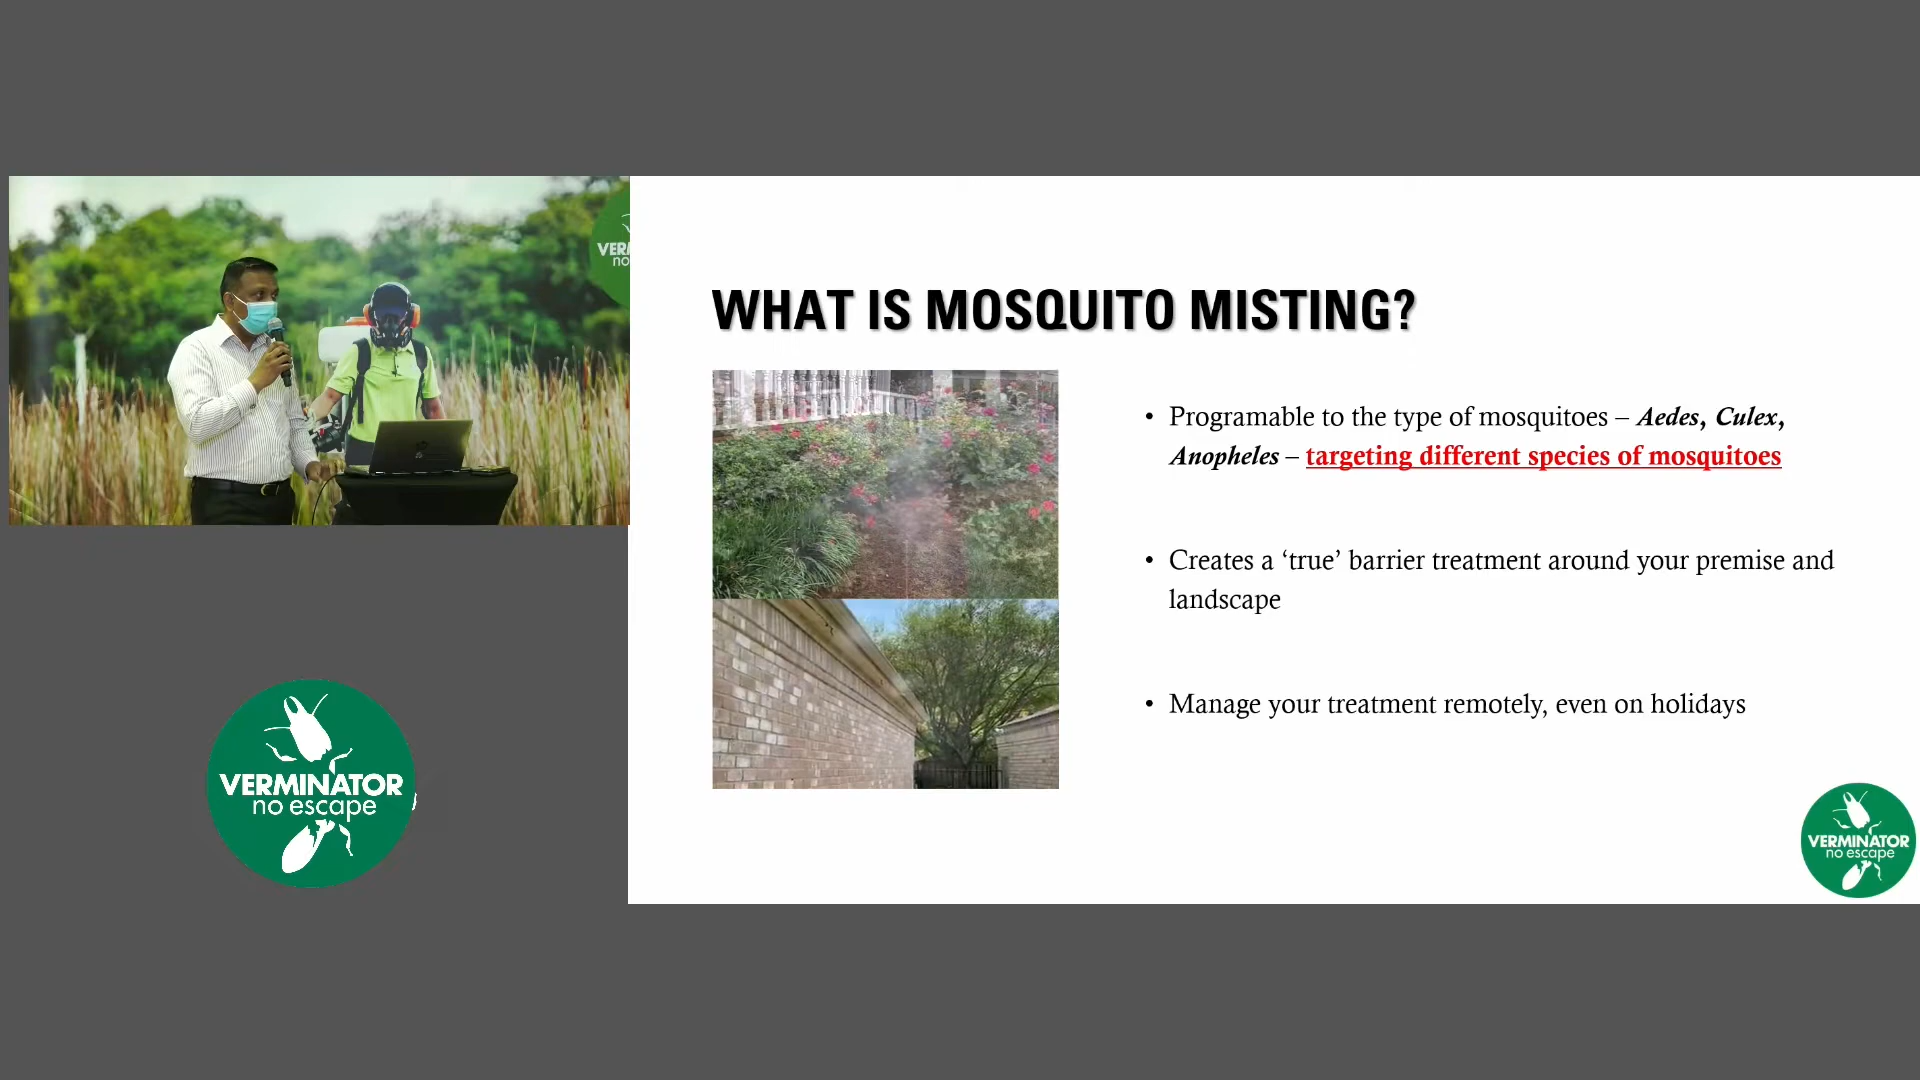 VERM
no
WHAT IS MOSQUITO MISTING?
• Programable to the type of mosquitoes – Aedes, Culex,
Anopheles – targeting different species of mosquitoes
• Creates a ‘true’ barrier treatment around your premise and
landscape
• Manage your treatment remotely, even on holidays
VERMINATOR
no escape
VERMINATOR
no escape